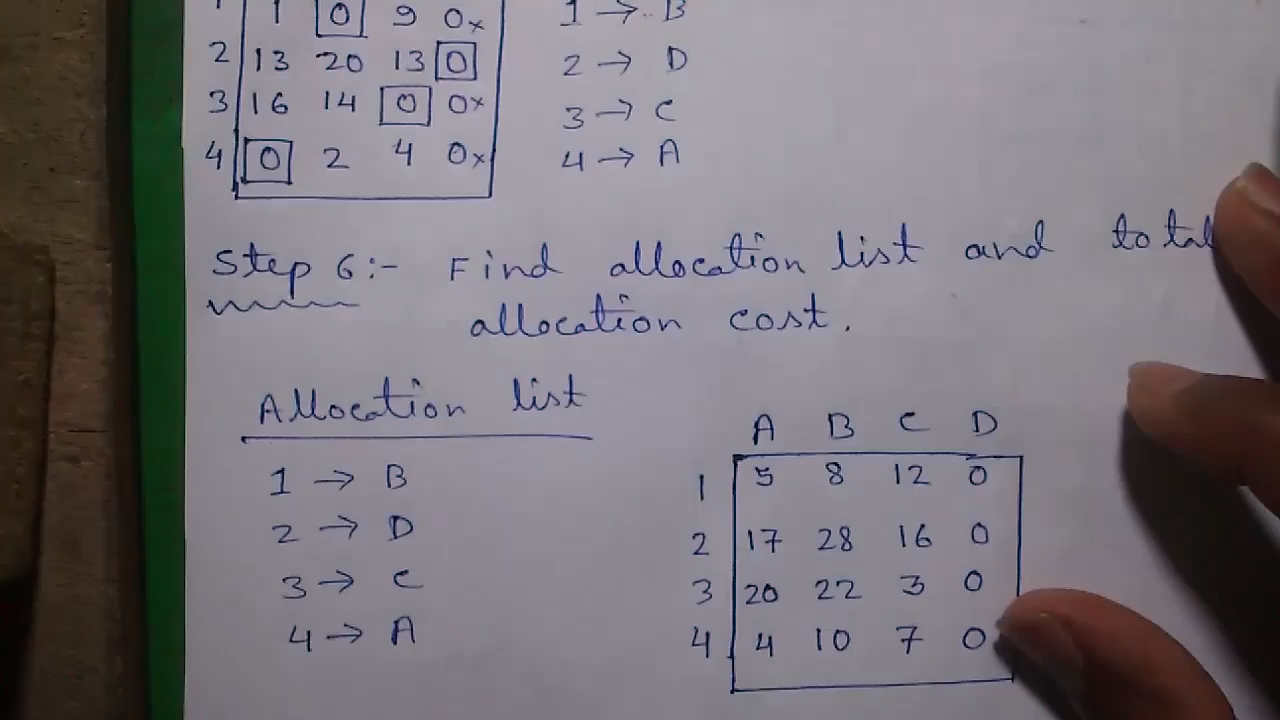 1 1 0 9 0x 1 → B
2 13 20 13 0 2 → D
3 16 14 0 0x 3 → C
4 0 2 4 0x 4 → A
Step 6:- Find allocation list and total
allocation cost.
Allocation list
1 → B
2 → D
3 → C
4 → A
A B C D
1 5 8 12 0
2 17 28 16 0
3 20 22 3 0
4 4 10 7 0